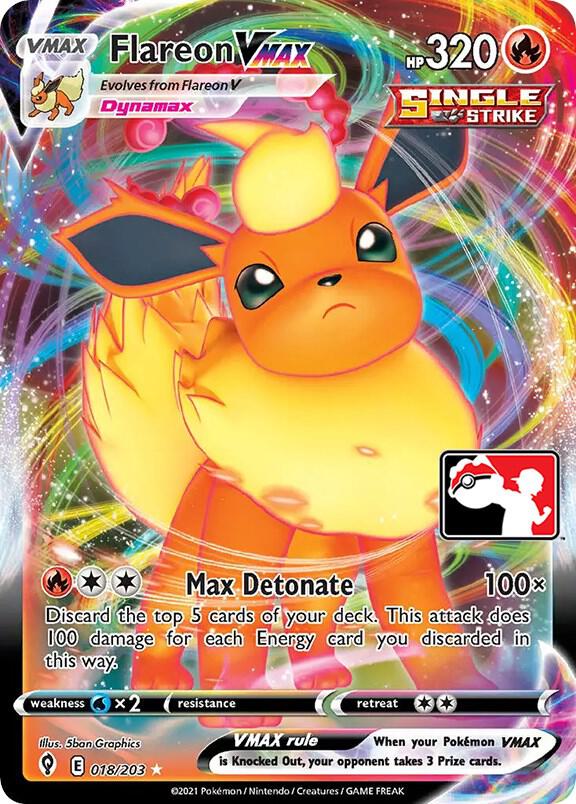 VMAX
Flareon VMAX
HP 320
Evolves from Flareon V
Dynamax
SINGLE
STRIKE
Max Detonate 100×
Discard the top 5 cards of your deck. This attack does
100 damage for each Energy card you discarded in
this way.
weakness ×2 resistance retreat
Illus. 5ban Graphics
VMAX rule When your Pokémon VMAX
is Knocked Out, your opponent takes 3 Prize cards.
E 018/203
©2021 Pokémon / Nintendo / Creatures / GAME FREAK